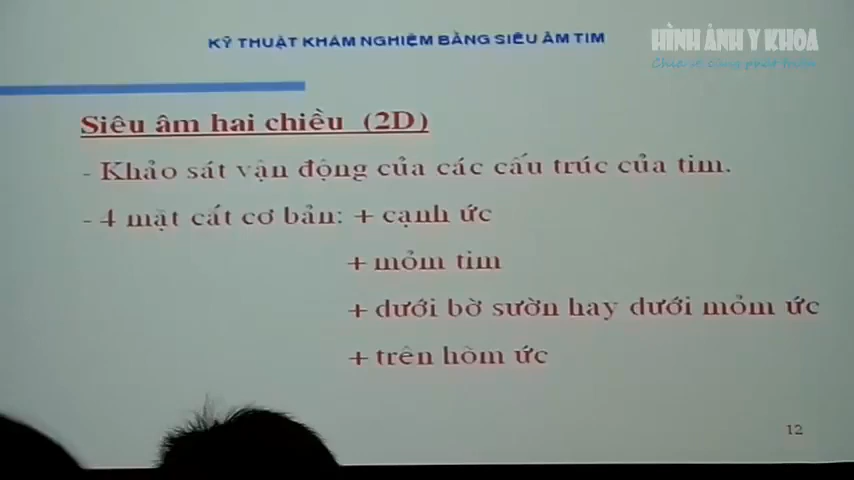 KỸ THUẬT KHÁM NGHIỆM BẰNG SIÊU ÂM TIM
HÌNH ẢNH Y KHOA
Siêu âm hai chiều (2D)
- Khảo sát vận động của các cấu trúc của tim.
- 4 mặt cắt cơ bản: + cạnh ức
+ mỏm tim
+ dưới bờ sườn hay dưới mỏm ức
+ trên hõm ức
12